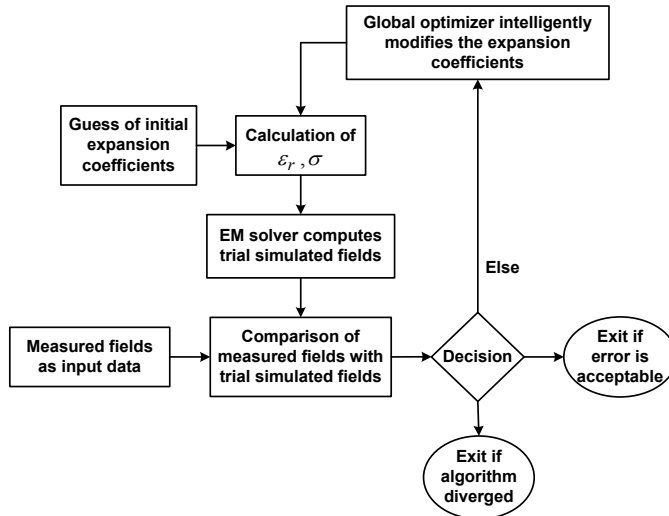 Global optimizer intelligently
modifies the expansion
coefficients
Guess of initial
expansion
coefficients
Calculation of
εr , σ
EM solver computes
trial simulated fields
Else
Measured fields
as input data
Comparison of
measured fields with
trial simulated fields
Decision
Exit if
error is
acceptable
Exit if
algorithm
diverged